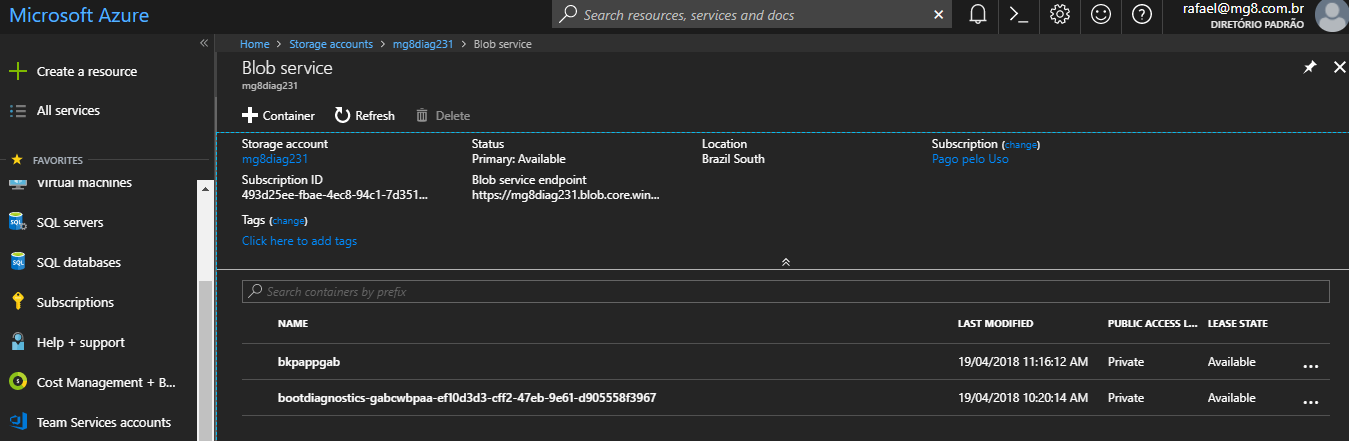 Microsoft Azure
Search resources, services and docs
rafael@mg8.com.br
DIRETÓRIO PADRÃO
Home > Storage accounts > mg8diag231 > Blob service
Create a resource
All services
FAVORITES
Virtual machines
SQL servers
SQL databases
Subscriptions
Help + support
Cost Management + B...
Team Services accounts
Blob service
mg8diag231
Container Refresh Delete
Storage account Status Location Subscription (change)
mg8diag231 Primary: Available Brazil South Pago pelo Uso
Subscription ID Blob service endpoint
493d25ee-fbae-4ec8-94c1-7d351... https://mg8diag231.blob.core.win...
Tags (change)
Click here to add tags
Search containers by prefix
NAME LAST MODIFIED PUBLIC ACCESS L... LEASE STATE
bkpappgab 19/04/2018 11:16:12 AM Private Available ...
bootdiagnostics-gabcwbpaa-ef10d3d3-cff2-47eb-9e61-d905558f3967 19/04/2018 10:20:14 AM Private Available ...